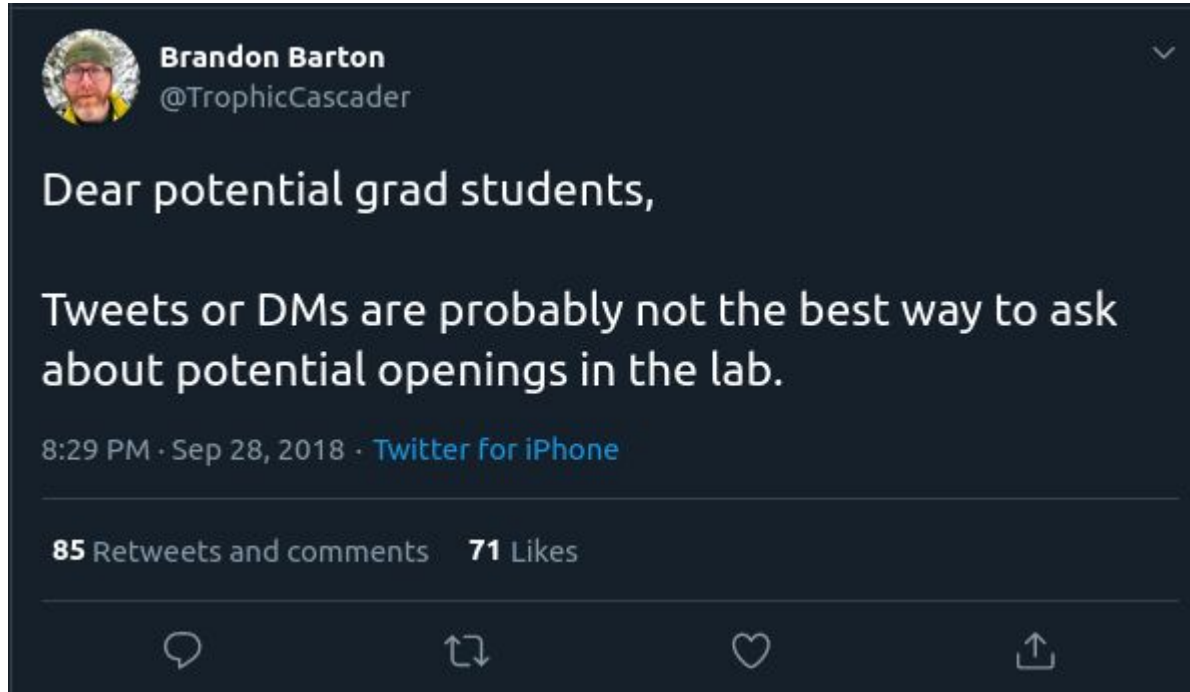 Brandon Barton
@TrophicCascader
Dear potential grad students,
Tweets or DMs are probably not the best way to ask
about potential openings in the lab.
8:29 PM · Sep 28, 2018 · Twitter for iPhone
85 Retweets and comments 71 Likes